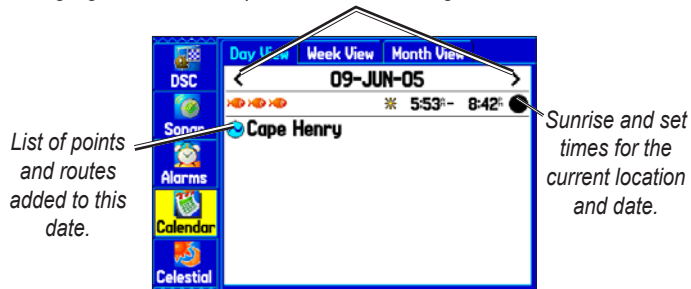 Day View Week View Month View
DSC
< 09-JUN-05 >
5:53 - 8:42
Sonar
Cape Henry
List of points
and routes
added to this
date.
Alarms
Calendar
Celestial
Sunrise and set
times for the
current location
and date.